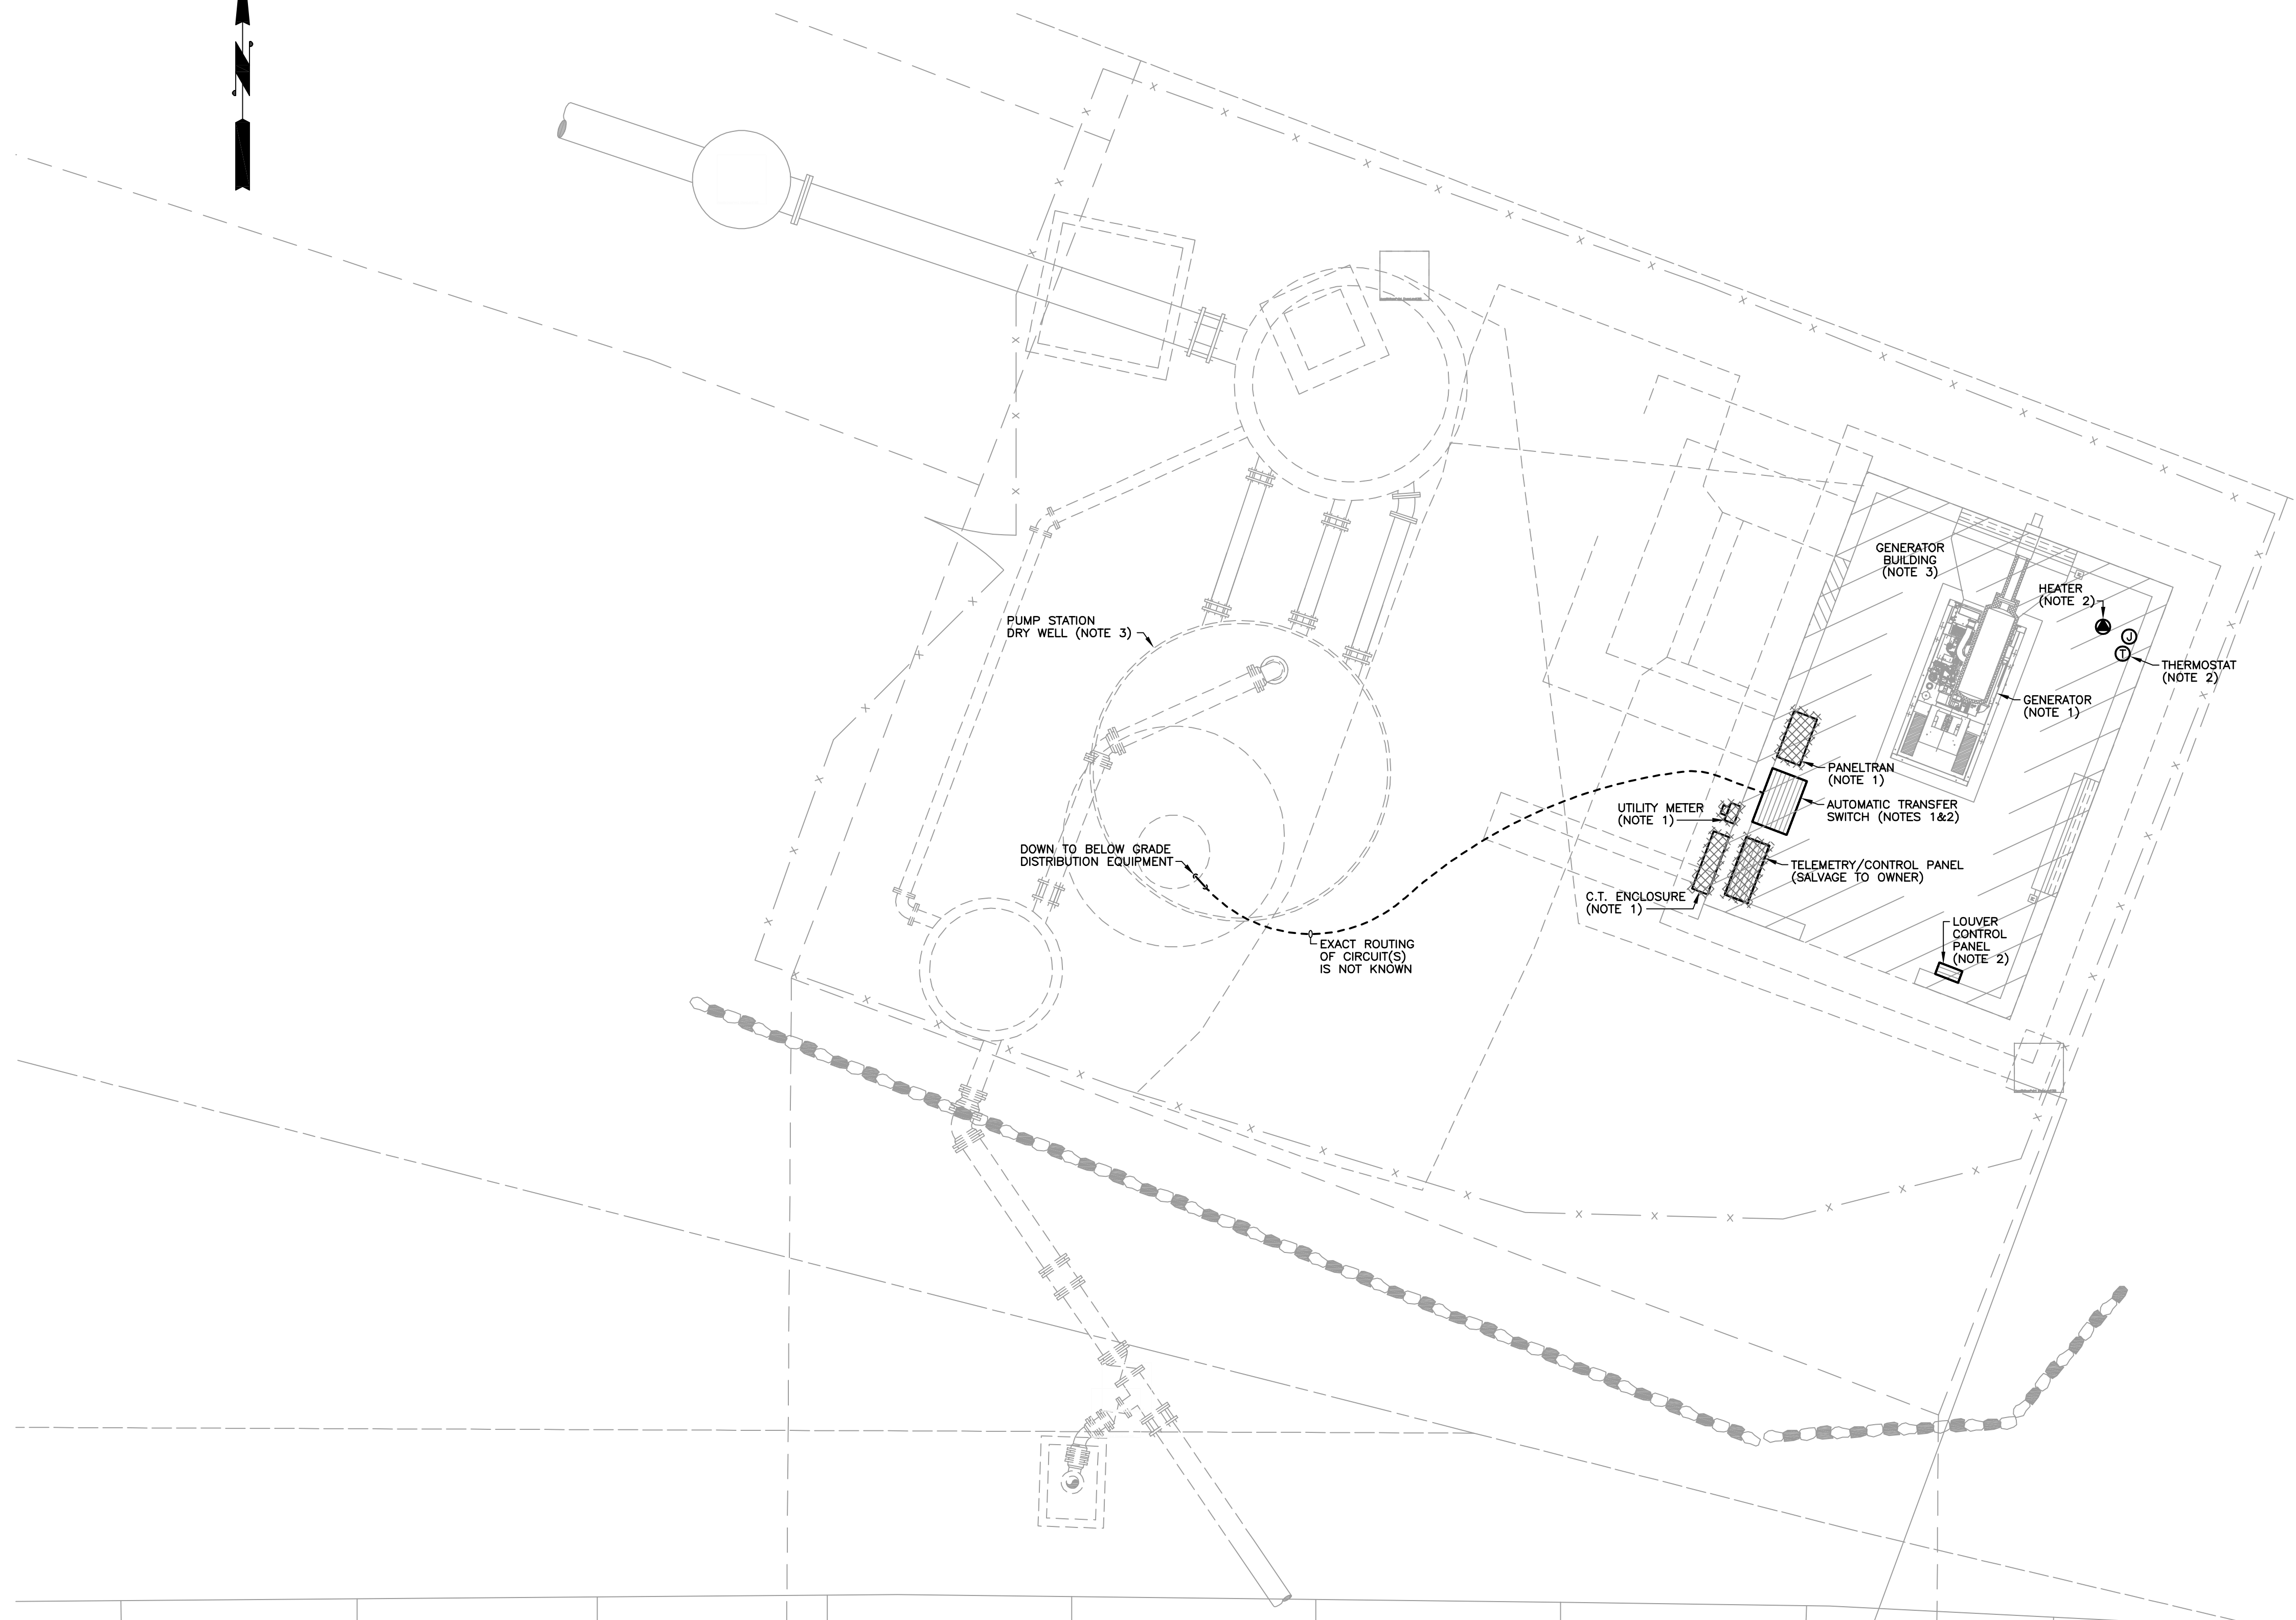 N
GENERATOR
BUILDING
(NOTE 3)
HEATER
(NOTE 2)
J
T
THERMOSTAT
(NOTE 2)
GENERATOR
(NOTE 1)
PUMP STATION
DRY WELL (NOTE 3)
PANELTRAN
(NOTE 1)
AUTOMATIC TRANSFER
SWITCH (NOTES 1&2)
UTILITY METER
(NOTE 1)
DOWN TO BELOW GRADE
DISTRIBUTION EQUIPMENT
TELEMETRY/CONTROL PANEL
(SALVAGE TO OWNER)
C.T. ENCLOSURE
(NOTE 1)
EXACT ROUTING
OF CIRCUIT(S)
IS NOT KNOWN
LOUVER
CONTROL
PANEL
(NOTE 2)